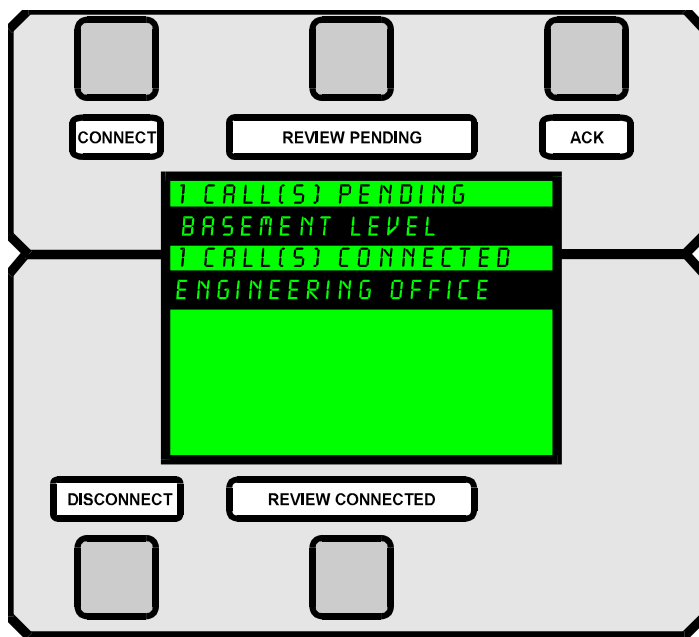 CONNECT
REVIEW PENDING
ACK
1 CALL(S) PENDING
BASEMENT LEVEL
1 CALL(S) CONNECTED
ENGINEERING OFFICE
DISCONNECT
REVIEW CONNECTED